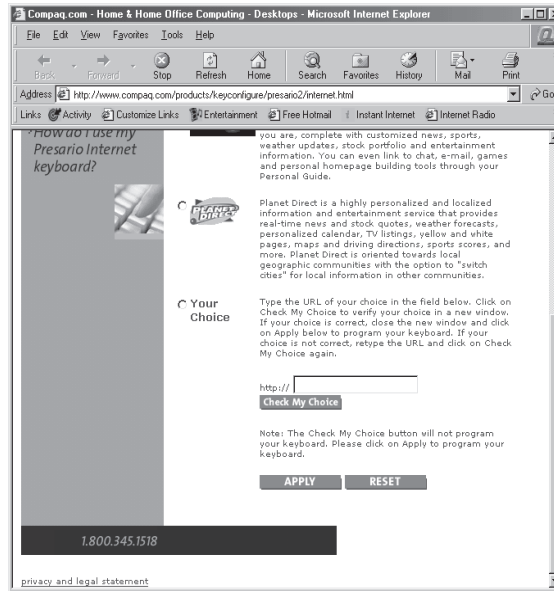 Compaq.com - Home & Home Office Computing - Desktops - Microsoft Internet Explorer
File Edit View Favorites Tools Help
Back Forward Stop Refresh Home Search Favorites History Mail Print
Address http://www.compaq.com/products/keyconfigure/presario2/internet.html Go
Links Activity Customize Links Entertainment Free Hotmail Instant Internet Internet Radio
How do I use my
Presario Internet
keyboard?
you are, complete with customized news, sports,
weather updates, stock portfolio and entertainment
information. You can even link to chat, e-mail, games
and personal homepage building tools through your
Personal Guide.
PLANET
DIRECT
Planet Direct is a highly personalized and localized
information and entertainment service that provides
real-time news and stock quotes, weather forecasts,
personalized calendar, TV listings, yellow and white
pages, maps and driving directions, sports scores, and
more. Planet Direct is oriented towards local
geographic communities with the option to "switch
cities" for local information in other communities.
Your
Choice
Type the URL of your choice in the field below. Click on
Check My Choice to verify your choice in a new window.
If your choice is correct, close the new window and click
on Apply below to program your keyboard. If your
choice is not correct, retype the URL and click on Check
My Choice again.
http://
Check My Choice
Note: The Check My Choice button will not program
your keyboard. Please click on Apply to program your
keyboard.
APPLY RESET
1.800.345.1518
privacy and legal statement